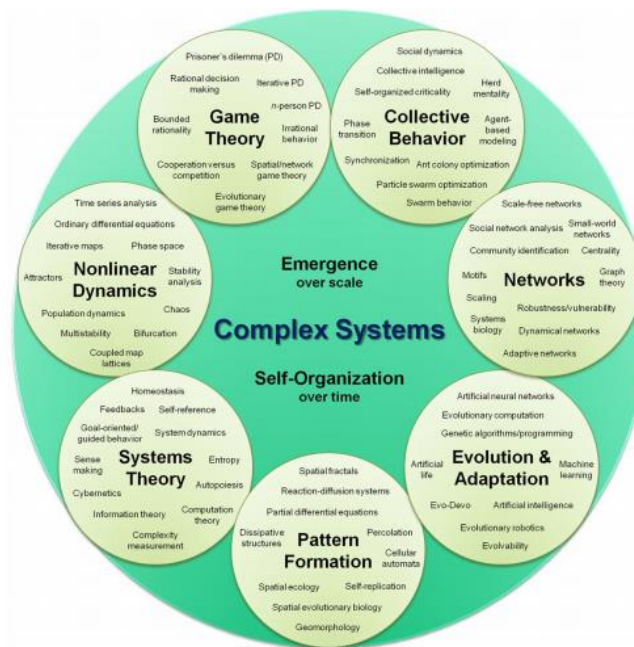 Prisoner's dilemma (PD)
Rational decision making
Iterative PD
n-person PD
Bounded rationality
Game Theory
Irrational behavior
Cooperation versus competition
Spatial/network game theory
Evolutionary game theory
Social dynamics
Collective intelligence
Herd mentality
Self-organized criticality
Phase transition
Collective Behavior
Agent-based modeling
Synchronization
Ant colony optimization
Particle swarm optimization
Swarm behavior
Time series analysis
Ordinary differential equations
Iterative maps
Phase space
Attractors
Nonlinear Dynamics
Stability analysis
Population dynamics
Chaos
Multistability
Bifurcation
Coupled map lattices
Emergence
over scale
Complex Systems
Self-Organization
over time
Scale-free networks
Social network analysis
Small-world networks
Community identification
Centrality
Motifs
Networks
Graph theory
Scaling
Robustness/vulnerability
Systems biology
Dynamical networks
Adaptive networks
Homeostasis
Feedbacks
Self-reference
Goal-oriented/ guided behavior
System dynamics
Sense making
Systems Theory
Entropy
Cybernetics
Autopoiesis
Information theory
Computation theory
Complexity measurement
Spatial fractals
Reaction-diffusion systems
Partial differential equations
Dissipative structures
Pattern Formation
Percolation
Cellular automata
Spatial ecology
Self-replication
Spatial evolutionary biology
Geomorphology
Artificial neural networks
Evolutionary computation
Genetic algorithms/programming
Artificial life
Evolution & Adaptation
Machine learning
Evo-Devo
Artificial intelligence
Evolutionary robotics
Evolvability